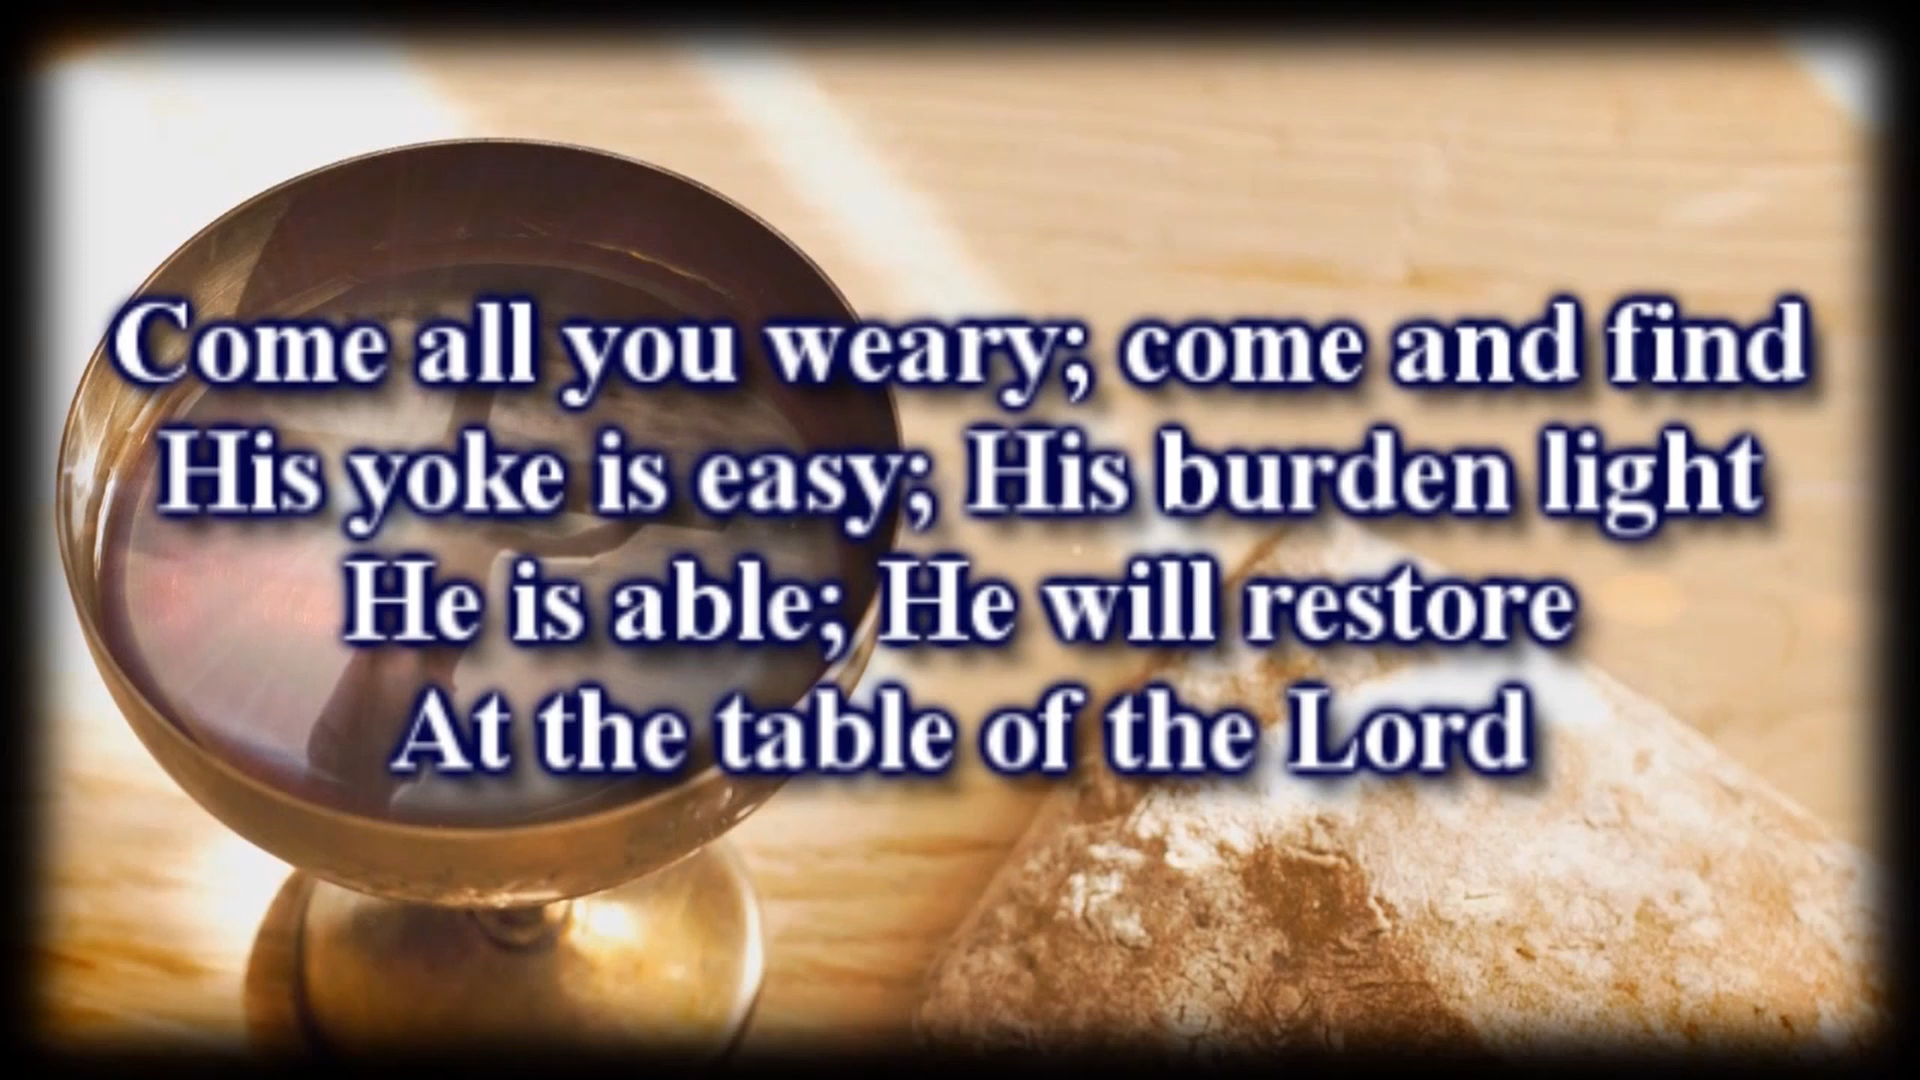 Come all you weary; come and find
His yoke is easy; His burden light
He is able; He will restore
At the table of the Lord